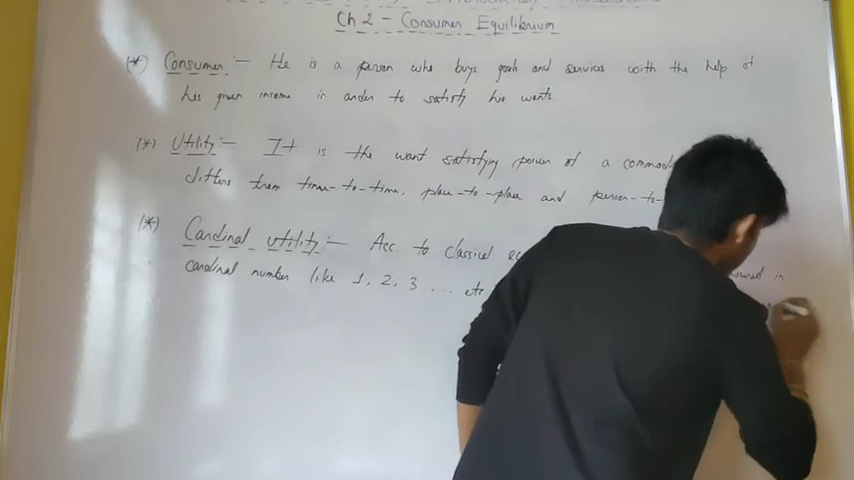 Ch 2 - Consumer Equilibrium
(*) Consumer :- He is a person who buys goods and services with the help of
his given income in order to satisfy his wants.
(*) Utility :- It is the want satisfying power of a commod
differs from time-to-time, place-to-place and person-to-
(*) Cardinal utility :- Acc. to classical ec
sured in
cardinal number like 1, 2, 3 .... etc